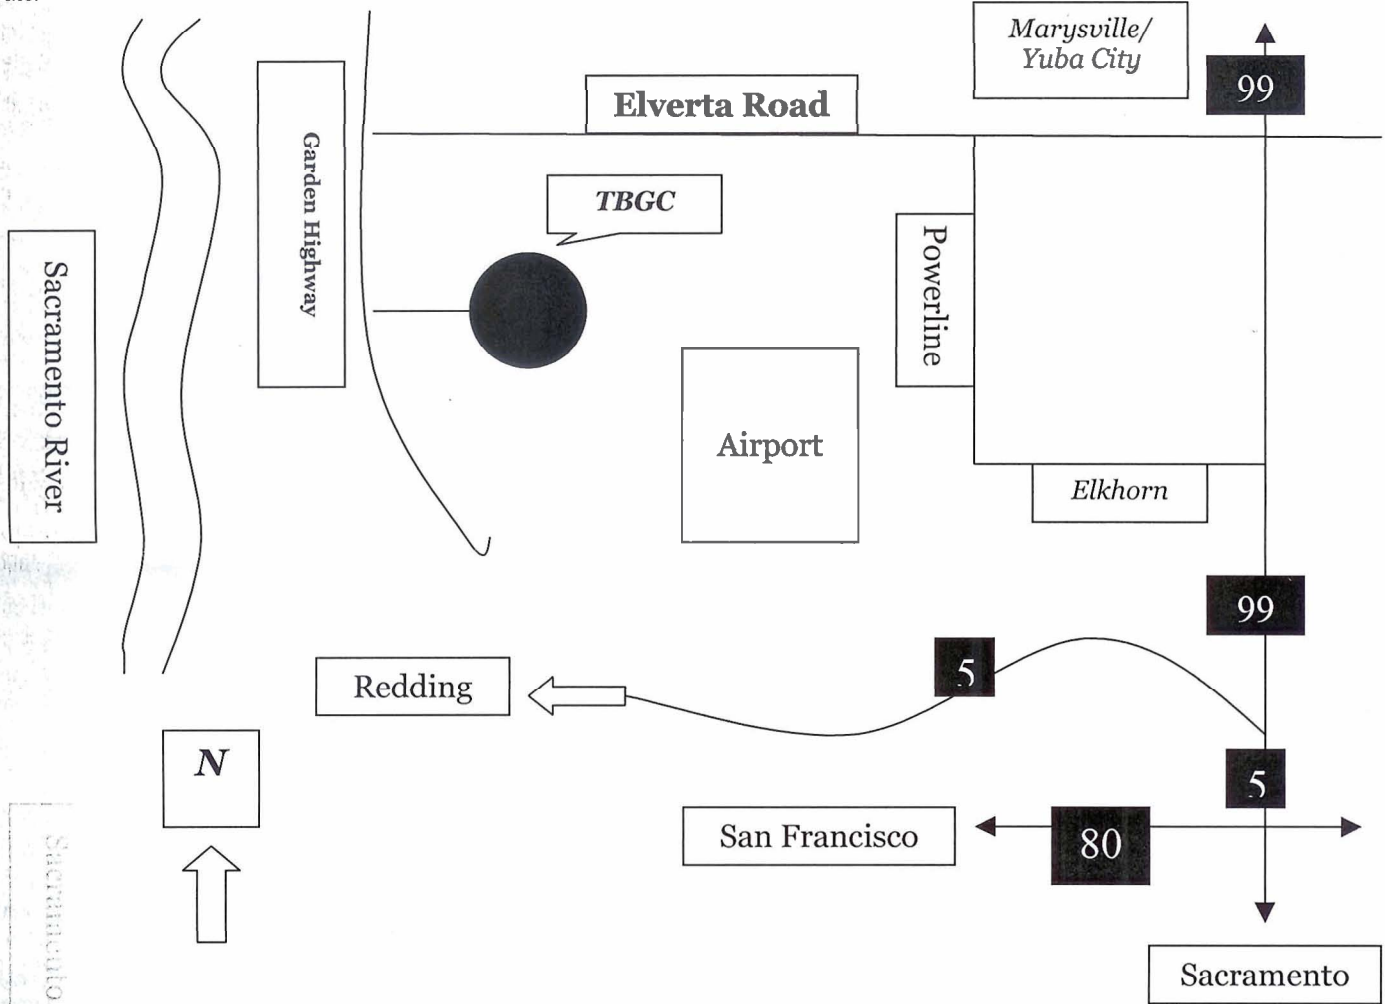 Marysville/
Yuba City
99
Elverta Road
Garden Highway
TBGC
Powerline
Sacramento River
Airport
Elkhorn
99
5
Redding
N
5
San Francisco
80
Sacramento
Sacramento